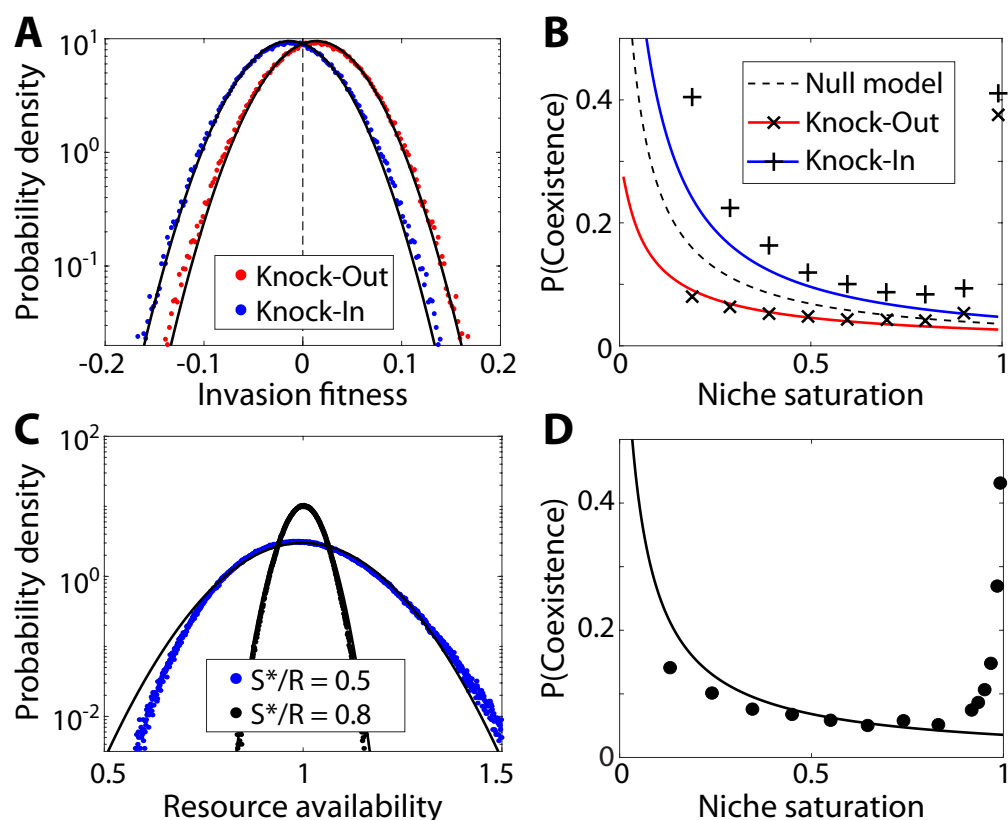 A
Probability density
10^1
10^0
10^-1
-0.2
-0.1
0
0.1
0.2
Invasion fitness
Knock-Out
Knock-In
B
P(Coexistence)
0.4
0.2
0
0
0.5
1
Niche saturation
Null model
Knock-Out
Knock-In
C
Probability density
10^2
10^0
10^-2
0.5
1
1.5
Resource availability
S*/R = 0.5
S*/R = 0.8
D
P(Coexistence)
0.4
0.2
0
0
0.5
1
Niche saturation